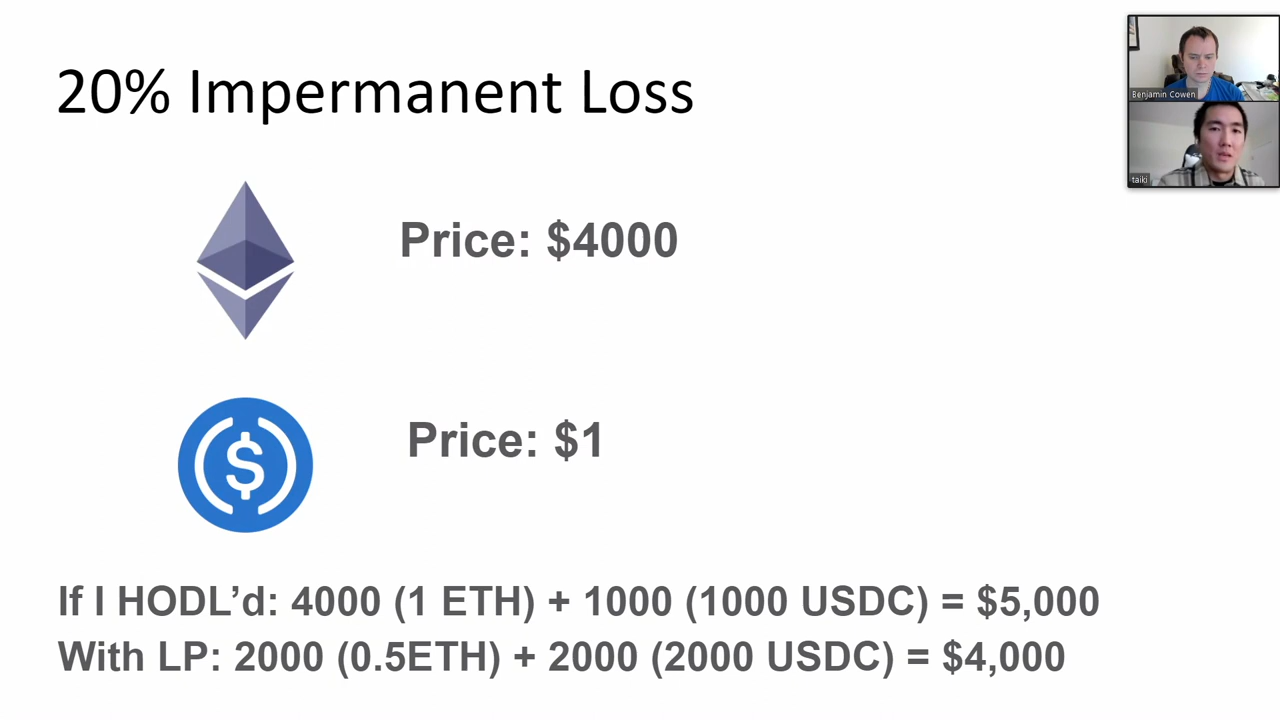 20% Impermanent Loss
Benjamin Cowen
taiki
Price: $4000
Price: $1
If I HODL’d: 4000 (1 ETH) + 1000 (1000 USDC) = $5,000
With LP: 2000 (0.5ETH) + 2000 (2000 USDC) = $4,000